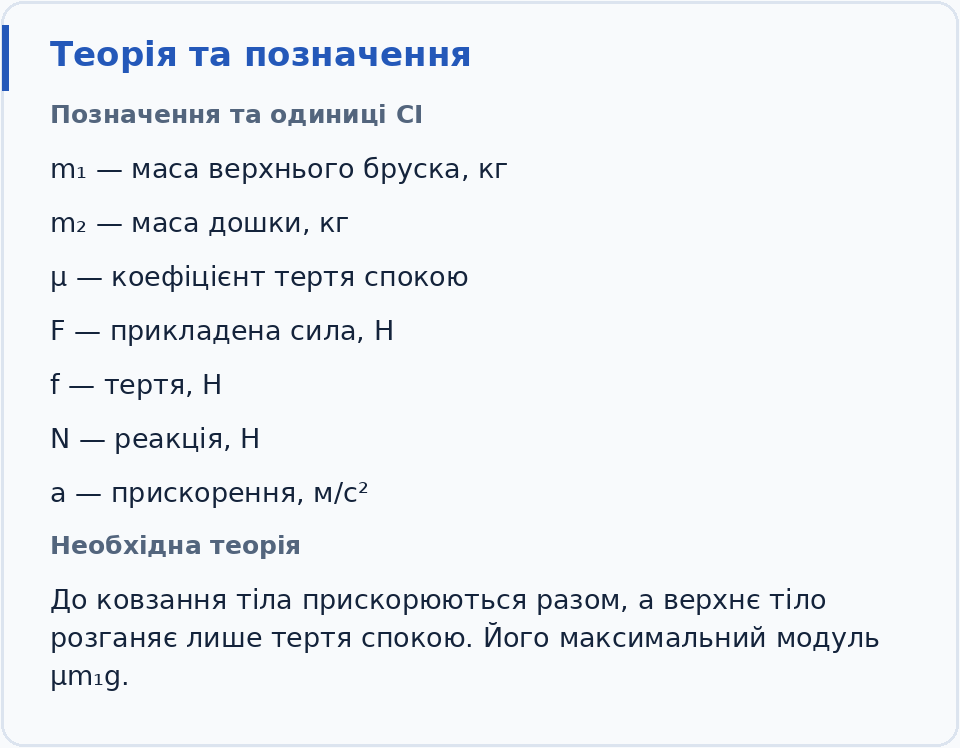 Теорія та позначення
Позначення та одиниці СІ
m₁ — маса верхнього бруска, кг
m₂ — маса дошки, кг
μ — коефіцієнт тертя спокою
F — прикладена сила, Н
f — тертя, Н
N — реакція, Н
a — прискорення, м/с²
Необхідна теорія
До ковзання тіла прискорюються разом, а верхнє тіло
розганяє лише тертя спокою. Його максимальний модуль
μm₁g.